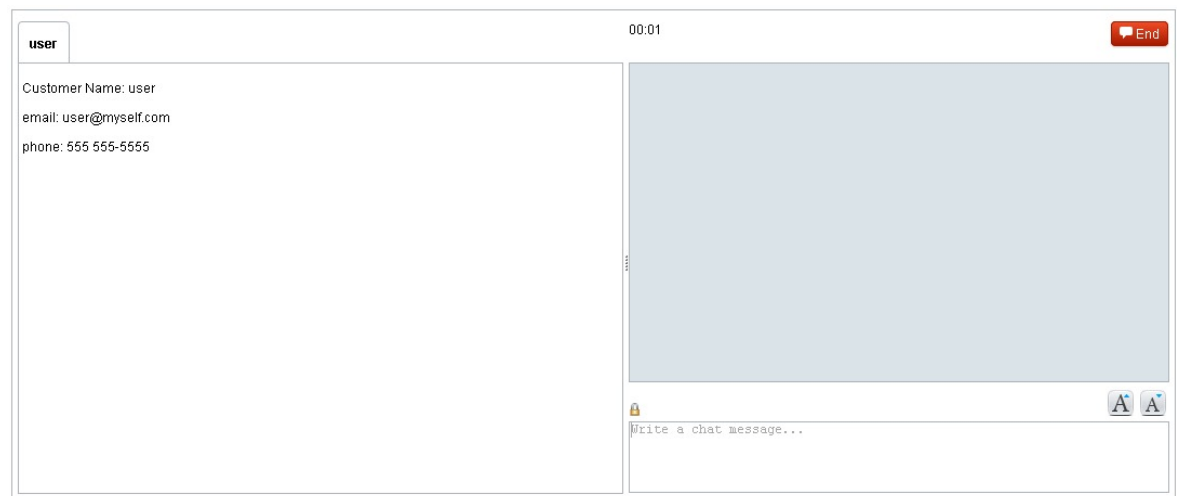 user
00:01
End
Customer Name: user
email: user@myself.com
phone: 555 555-5555
A A
Write a chat message...